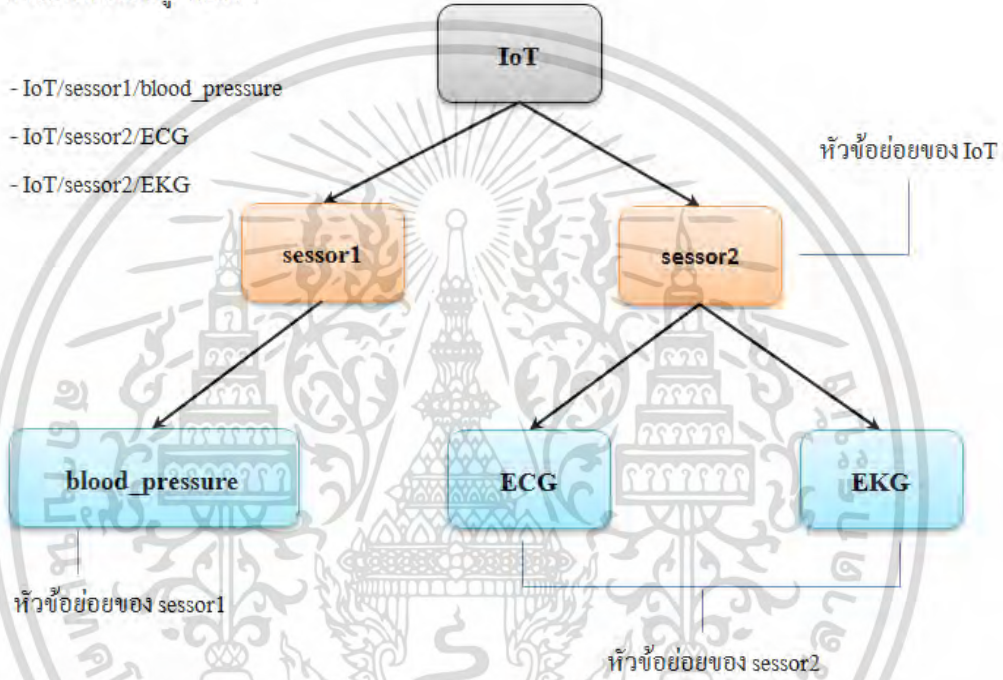 IoT
- IoT/sessor1/blood_pressure
- IoT/sessor2/ECG
- IoT/sessor2/EKG
หัวข้อย่อยของ IoT
sessor1
sessor2
blood_pressure
ECG
EKG
หัวข้อย่อยของ sessor1
หัวข้อย่อยของ sessor2